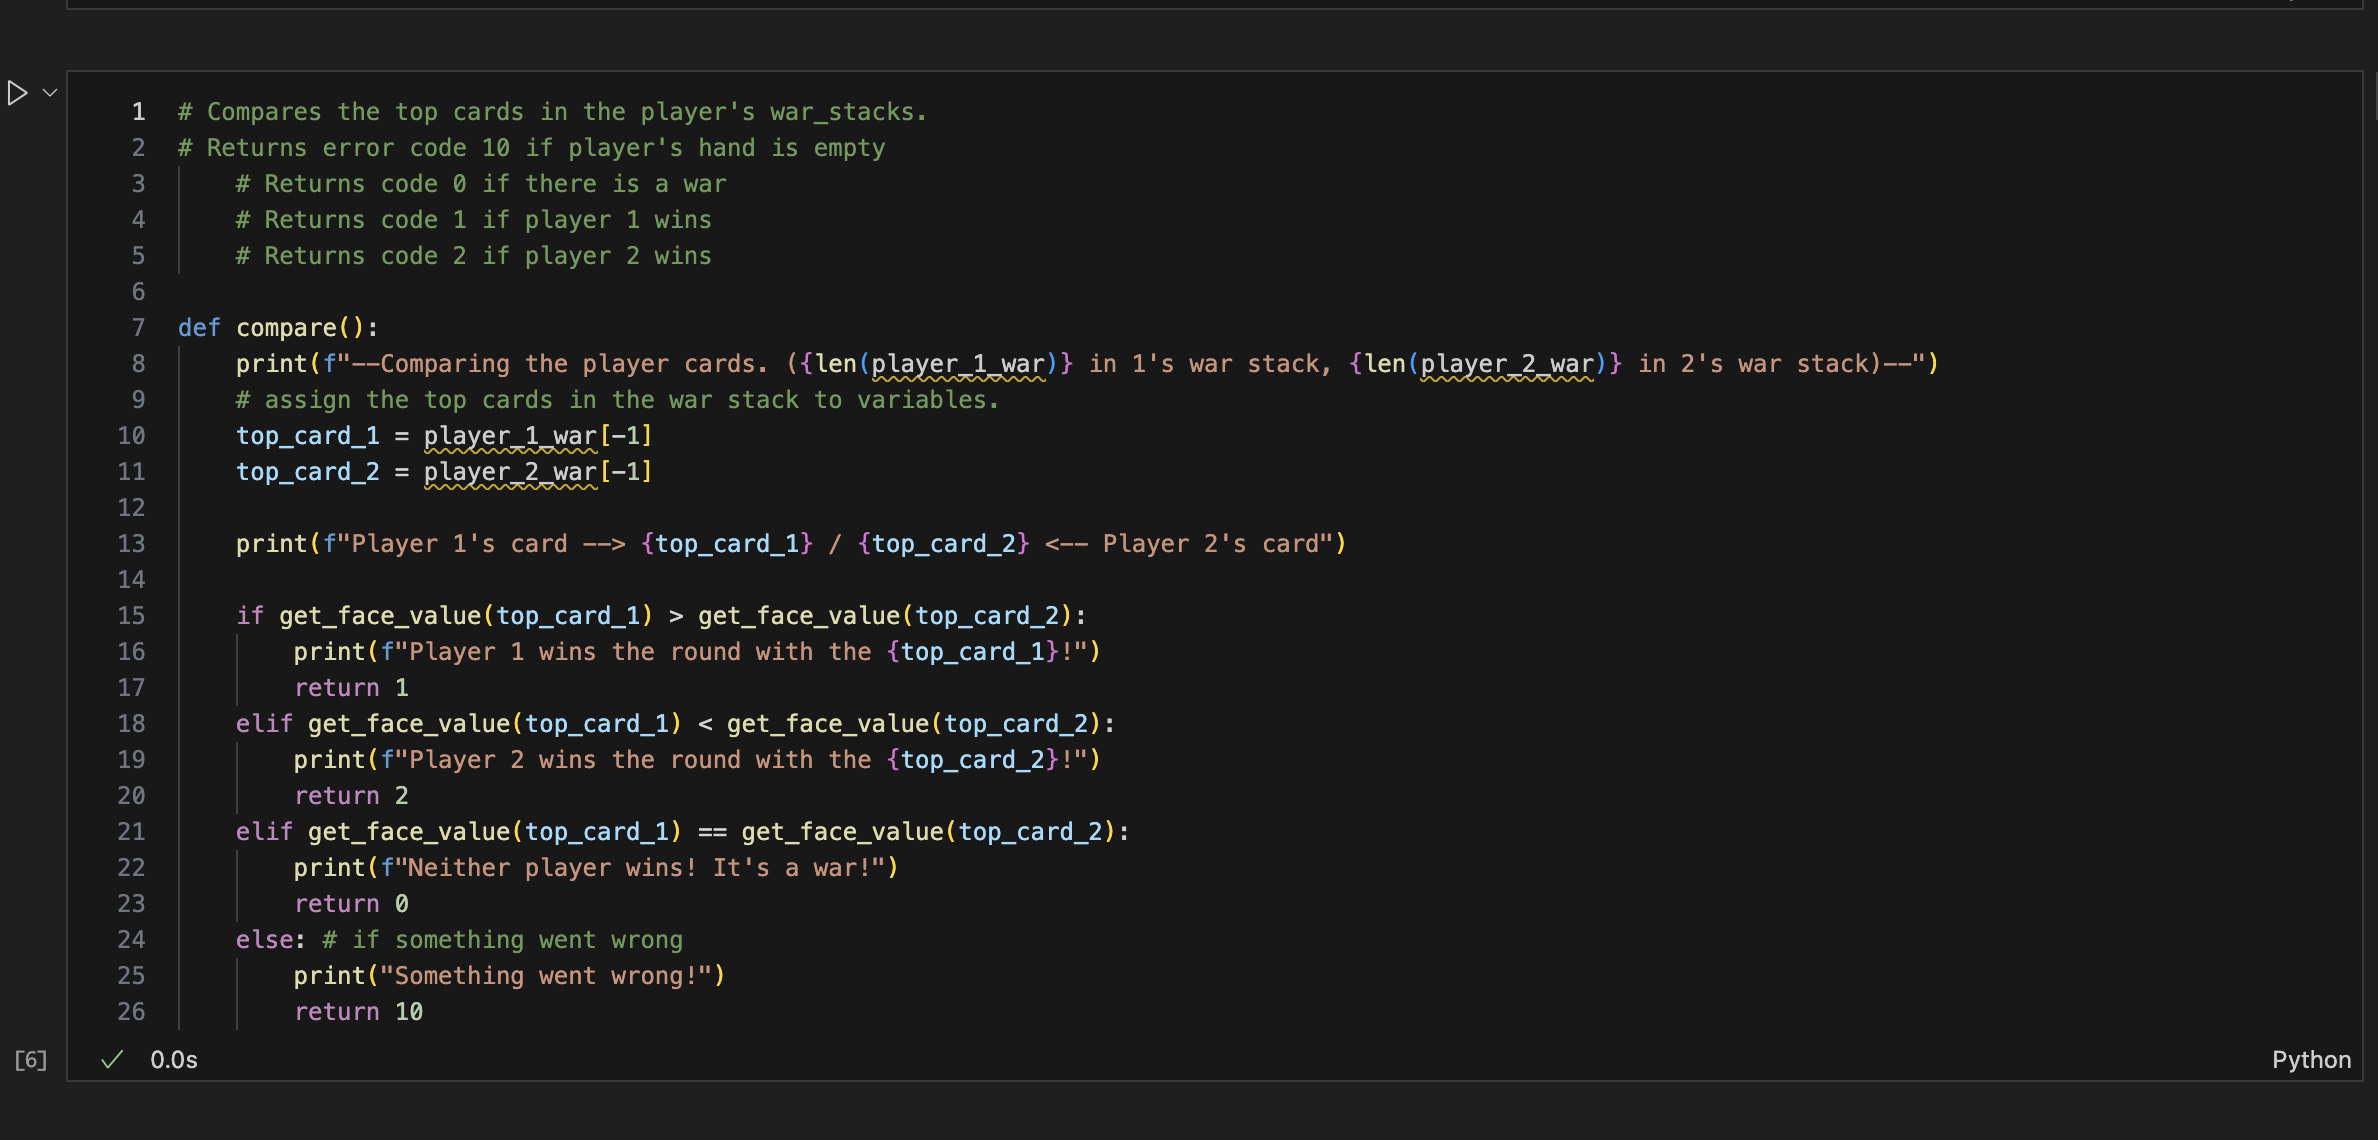 1 # Compares the top cards in the player's war_stacks.
2 # Returns error code 10 if player's hand is empty
3     # Returns code 0 if there is a war
4     # Returns code 1 if player 1 wins
5     # Returns code 2 if player 2 wins
6
7 def compare():
8     print(f"--Comparing the player cards. ({len(player_1_war)} in 1's war stack, {len(player_2_war)} in 2's war stack)--")
9     # assign the top cards in the war stack to variables.
10     top_card_1 = player_1_war[-1]
11     top_card_2 = player_2_war[-1]
12
13     print(f"Player 1's card --> {top_card_1} / {top_card_2} <-- Player 2's card")
14
15     if get_face_value(top_card_1) > get_face_value(top_card_2):
16         print(f"Player 1 wins the round with the {top_card_1}!")
17         return 1
18     elif get_face_value(top_card_1) < get_face_value(top_card_2):
19         print(f"Player 2 wins the round with the {top_card_2}!")
20         return 2
21     elif get_face_value(top_card_1) == get_face_value(top_card_2):
22         print(f"Neither player wins! It's a war!")
23         return 0
24     else: # if something went wrong
25         print("Something went wrong!")
26         return 10
[6] ✓ 0.0s Python